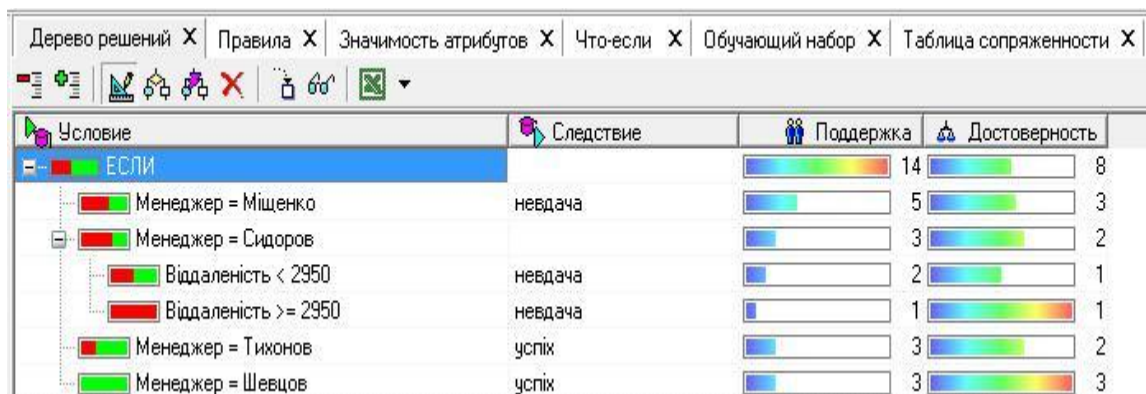 Дерево решений X Правила X Значимость атрибутов X Что-если X Обучающий набор X Таблица сопряженности X
Условие Следствие Поддержка Достоверность
ЕСЛИ 14 8
Менеджер = Міщенко невдача 5 3
Менеджер = Сидоров 3 2
Віддаленість < 2950 невдача 2 1
Віддаленість >= 2950 невдача 1 1
Менеджер = Тихонов успіх 3 2
Менеджер = Шевцов успіх 3 3